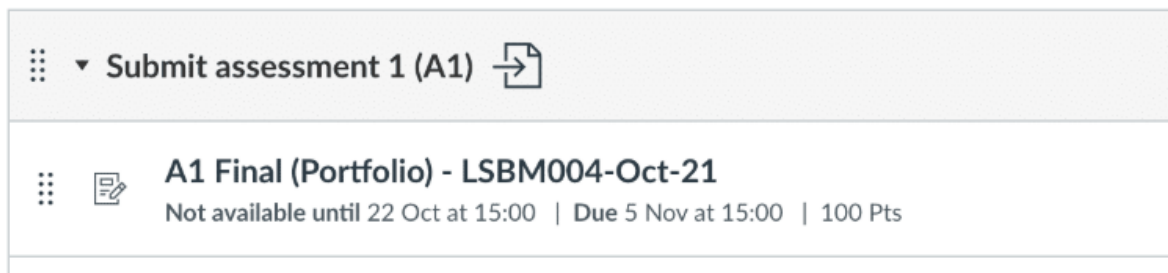 Submit assessment 1 (A1)
A1 Final (Portfolio) - LSBM004-Oct-21
Not available until 22 Oct at 15:00 | Due 5 Nov at 15:00 | 100 Pts